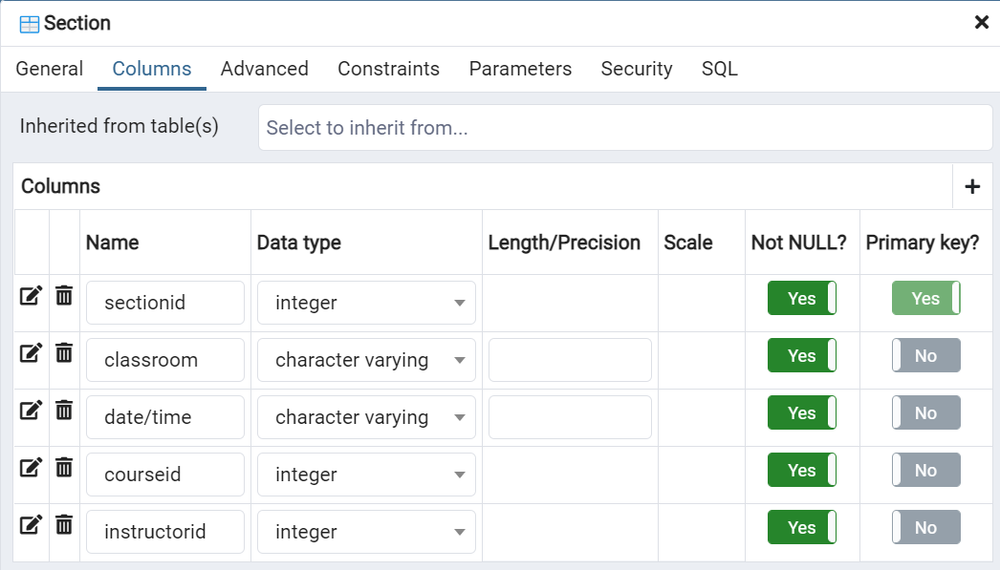 Section
General Columns Advanced Constraints Parameters Security SQL
Inherited from table(s) Select to inherit from...
Columns
Name Data type Length/Precision Scale Not NULL? Primary key?
sectionid integer Yes Yes
classroom character varying Yes No
date/time character varying Yes No
courseid integer Yes No
instructorid integer Yes No